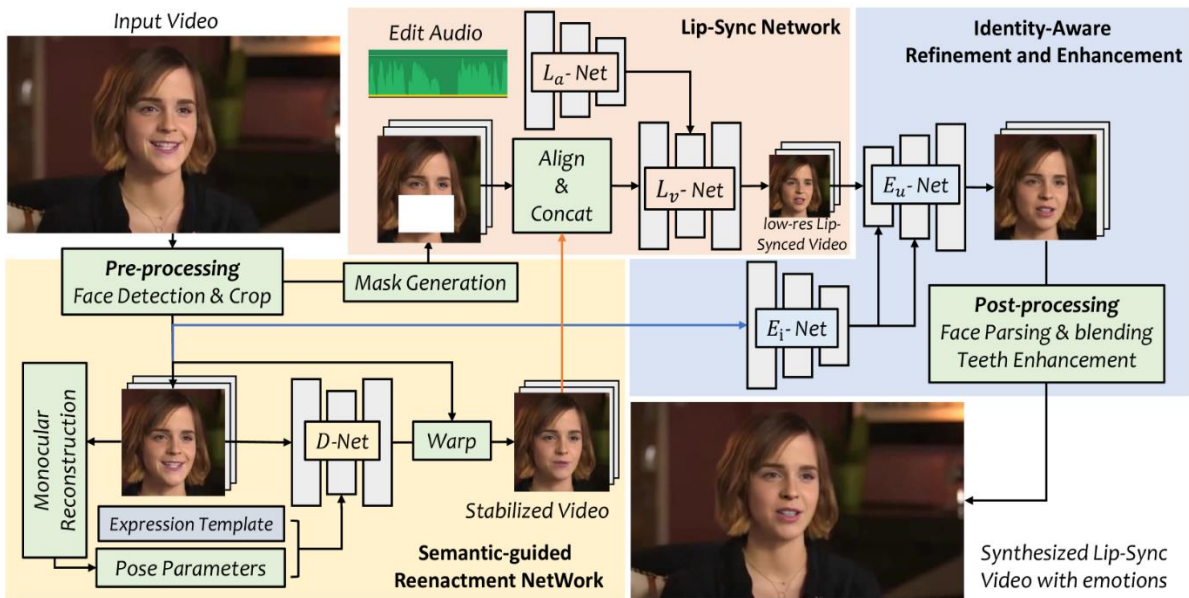 Input Video
Edit Audio
Lip-Sync Network
Identity-Aware
Refinement and Enhancement
Lₐ- Net
Align
&
Concat
Lᵥ- Net
low-res Lip-
Synced Video
Eᵤ- Net
Pre-processing
Face Detection & Crop
Mask Generation
Eᵢ- Net
Post-processing
Face Parsing & blending
Teeth Enhancement
Monocular
Reconstruction
D-Net
Warp
Stabilized Video
Expression Template
Pose Parameters
Semantic-guided
Reenactment NetWork
Synthesized Lip-Sync
Video with emotions